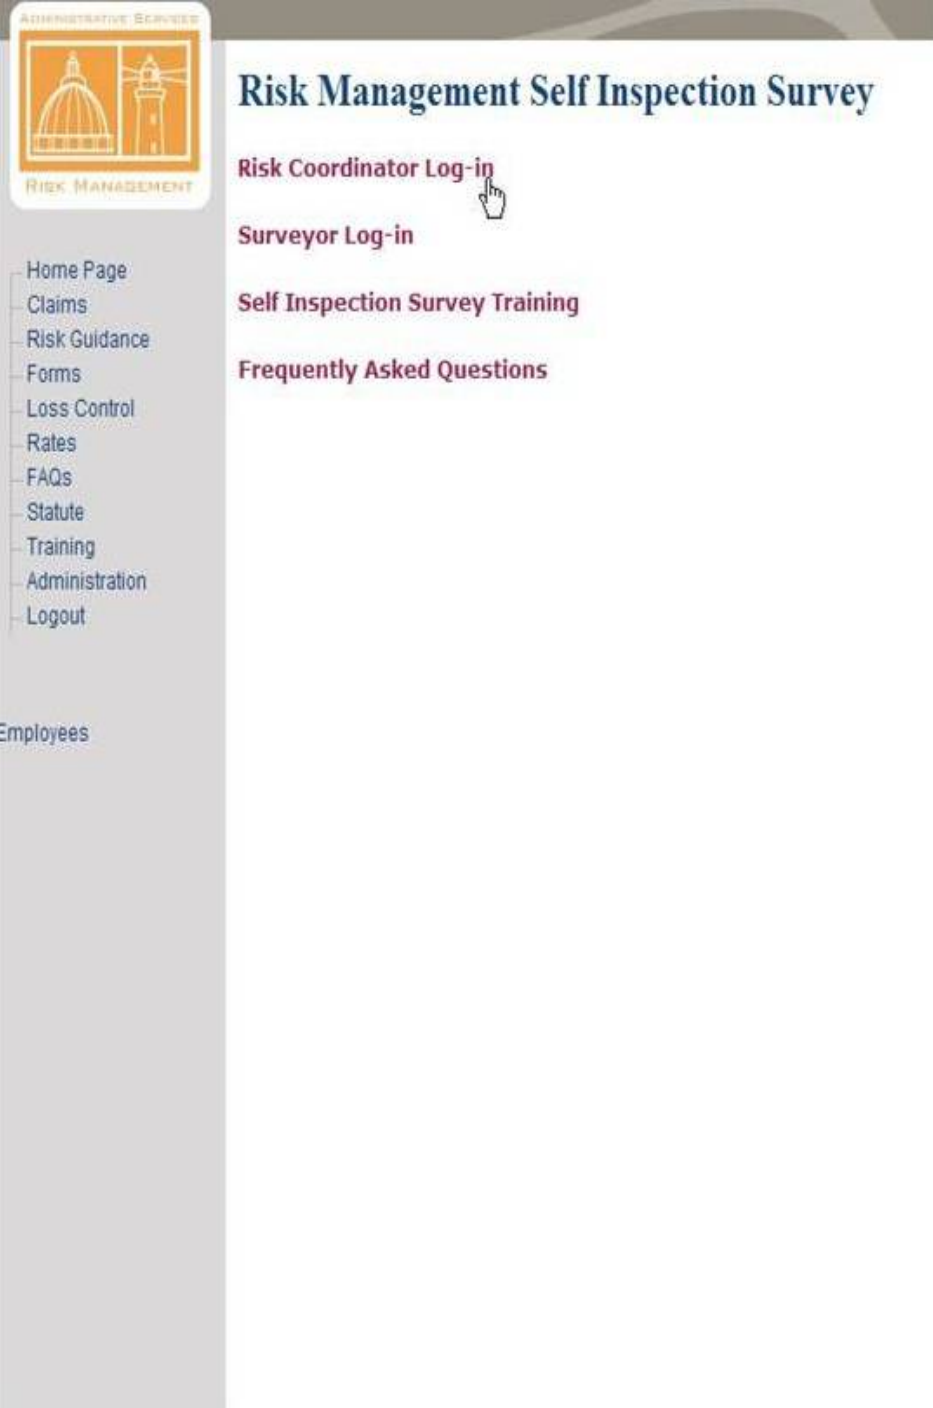 ADMINISTRATIVE SERVICES
RISK MANAGEMENT
Home Page
Claims
Risk Guidance
Forms
Loss Control
Rates
FAQs
Statute
Training
Administration
Logout
Employees
Risk Management Self Inspection Survey
Risk Coordinator Log-in
Surveyor Log-in
Self Inspection Survey Training
Frequently Asked Questions